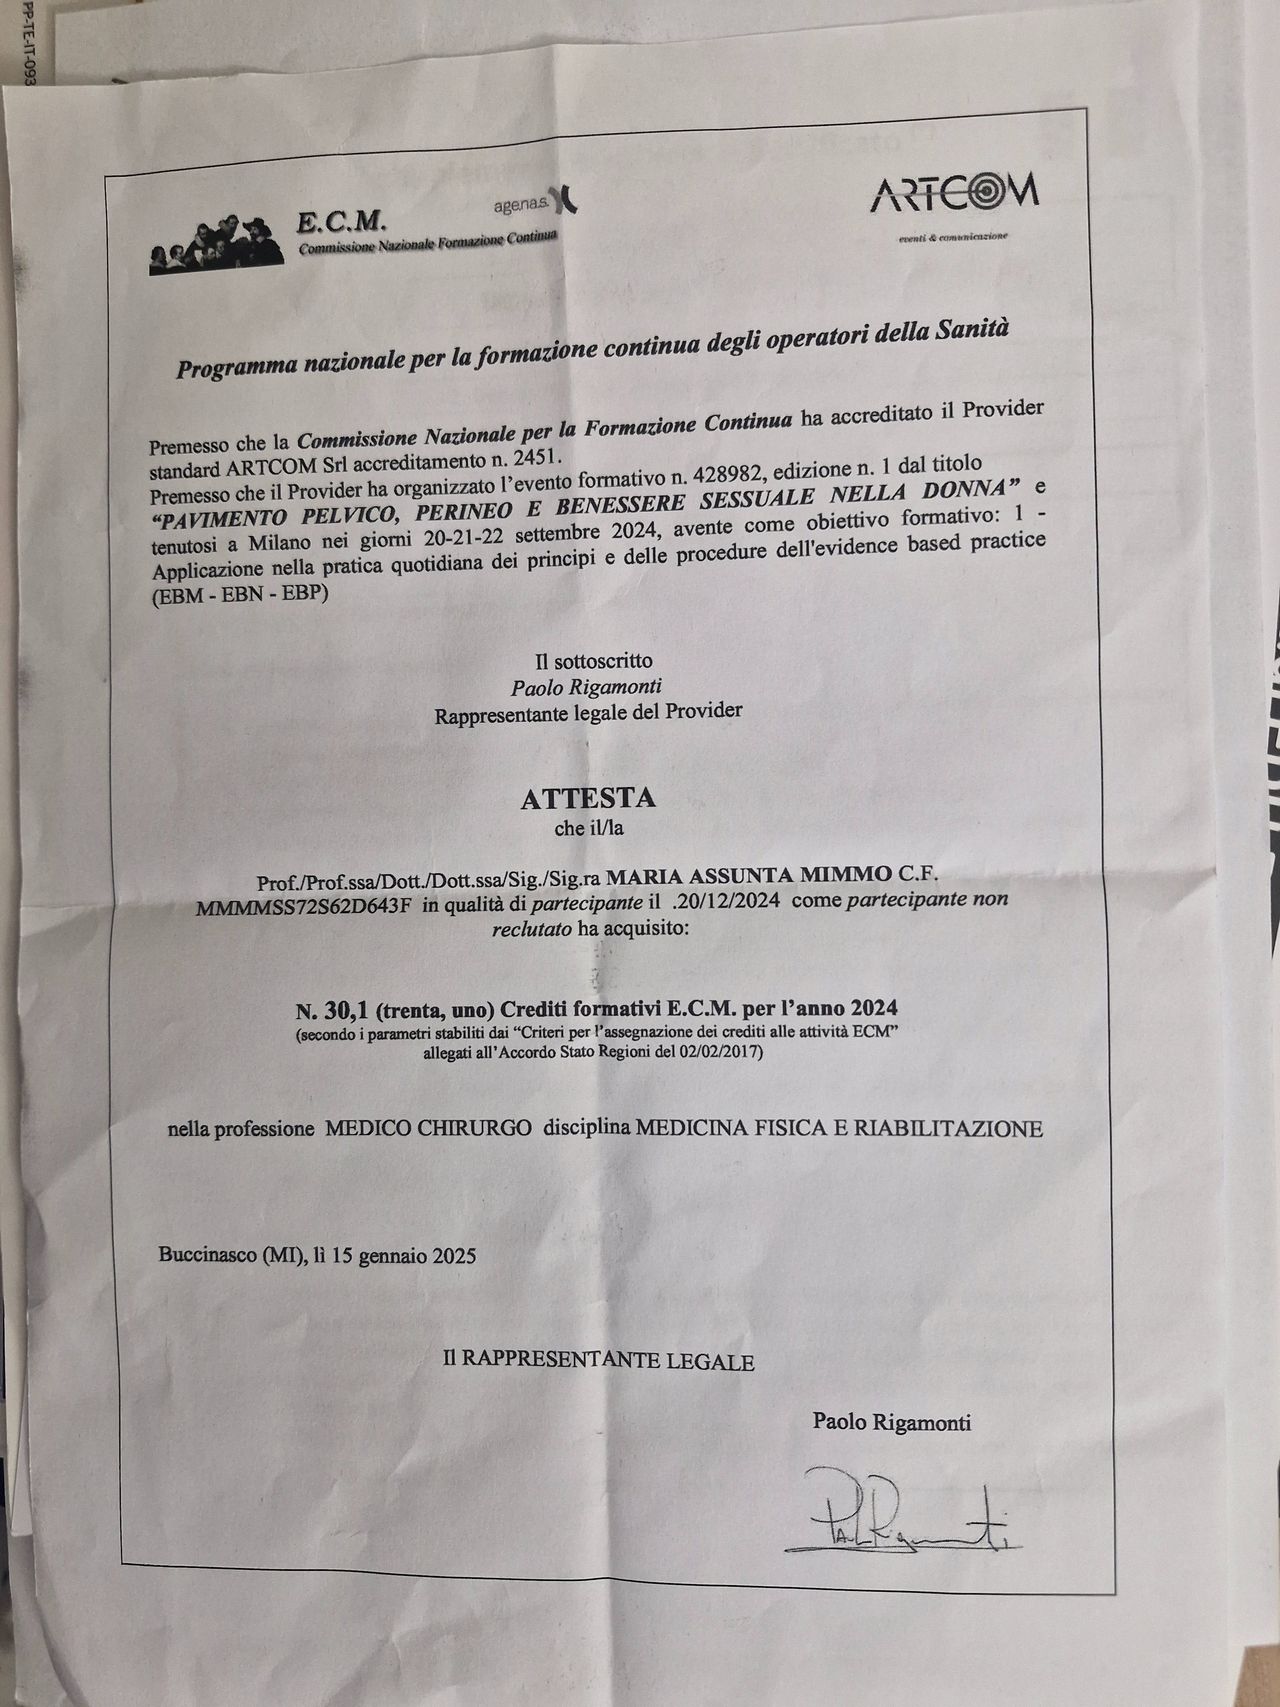 PP-TE-IT-093
E.C.M.
Commissione Nazionale Formazione Continua
agenas.
ARTCOM
eventi & comunicazione
Programma nazionale per la formazione continua degli operatori della Sanità
Premesso che la Commissione Nazionale per la Formazione Continua ha accreditato il Provider
standard ARTCOM Srl accreditamento n. 2451.
Premesso che il Provider ha organizzato l'evento formativo n. 428982, edizione n. 1 dal titolo
"PAVIMENTO PELVICO, PERINEO E BENESSERE SESSUALE NELLA DONNA" e
tenutosi a Milano nei giorni 20-21-22 settembre 2024, avente come obiettivo formativo: 1 -
Applicazione nella pratica quotidiana dei principi e delle procedure dell'evidence based practice
(EBM - EBN - EBP)
Il sottoscritto
Paolo Rigamonti
Rappresentante legale del Provider
ATTESTA
che il/la
Prof./Prof.ssa/Dott./Dott.ssa/Sig./Sig.ra MARIA ASSUNTA MIMMO C.F.
MMMMSS72S62D643F in qualità di partecipante il .20/12/2024 come partecipante non
reclutato ha acquisito:
N. 30,1 (trenta, uno) Crediti formativi E.C.M. per l'anno 2024
(secondo i parametri stabiliti dai "Criteri per l'assegnazione dei crediti alle attività ECM"
allegati all'Accordo Stato Regioni del 02/02/2017)
nella professione MEDICO CHIRURGO disciplina MEDICINA FISICA E RIABILITAZIONE
Buccinasco (MI), lì 15 gennaio 2025
Il RAPPRESENTANTE LEGALE
Paolo Rigamonti
Paolo Rigamonti